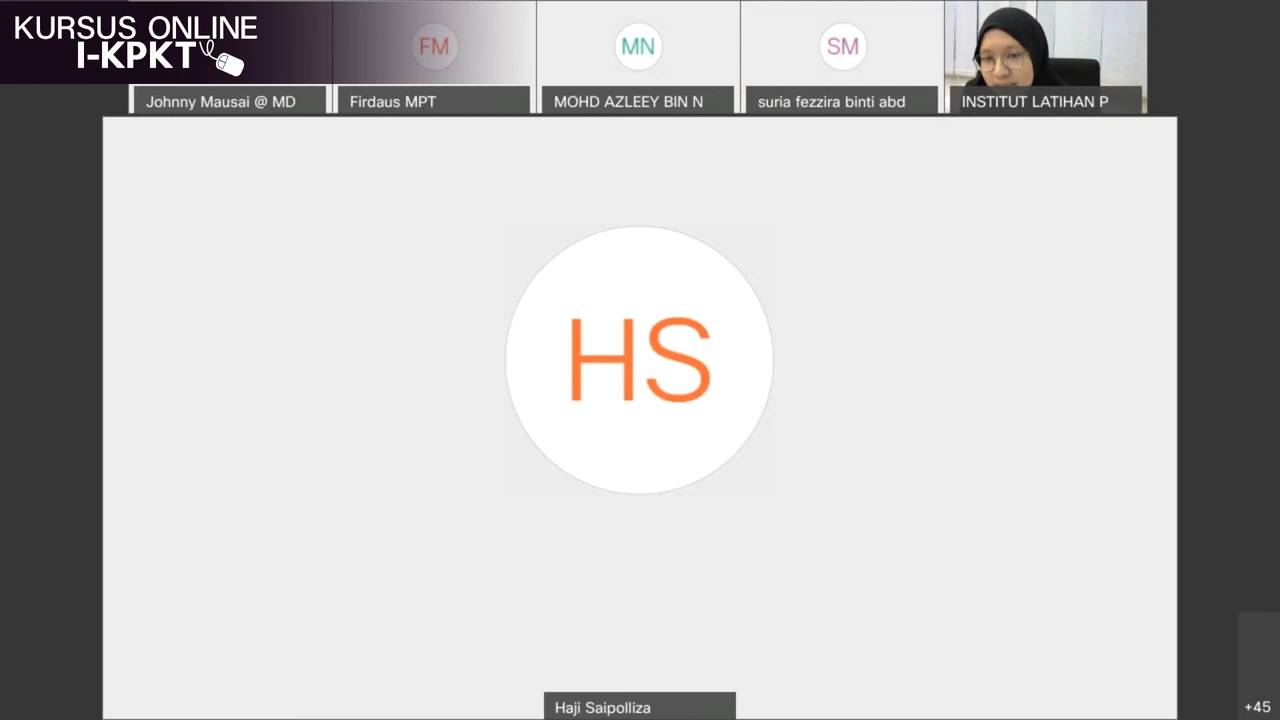 KURSUS ONLINE
I-KPKT
FM
MN
SM
Johnny Mausai @ MD
Firdaus MPT
MOHD AZLEEY BIN N
suria fezzira binti abd
INSTITUT LATIHAN P
HS
Haji Saipolliza
+45